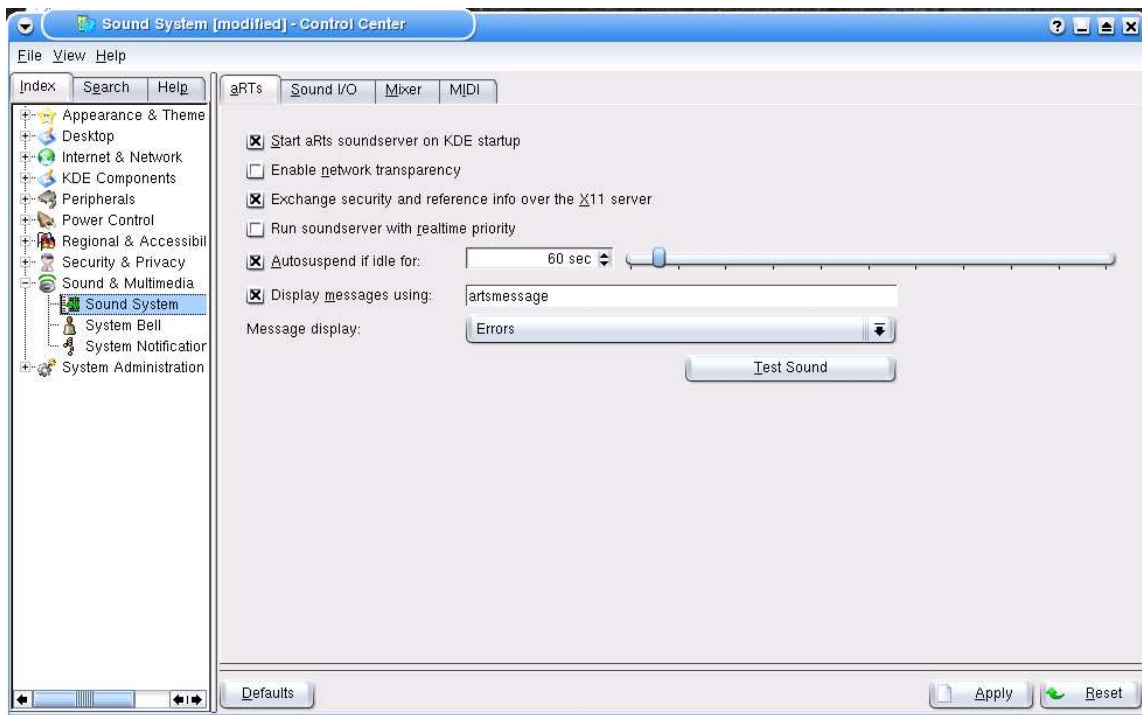 Sound System [modified] - Control Center
File View Help
Index Search Help
Appearance & Theme
Desktop
Internet & Network
KDE Components
Peripherals
Power Control
Regional & Accessibil
Security & Privacy
Sound & Multimedia
Sound System
System Bell
System Notification
System Administration
aRTs Sound I/O Mixer MIDI
Start aRts soundserver on KDE startup
Enable network transparency
Exchange security and reference info over the X11 server
Run soundserver with realtime priority
Autosuspend if idle for: 60 sec
Display messages using: artsmessage
Message display: Errors
Test Sound
Defaults Apply Reset